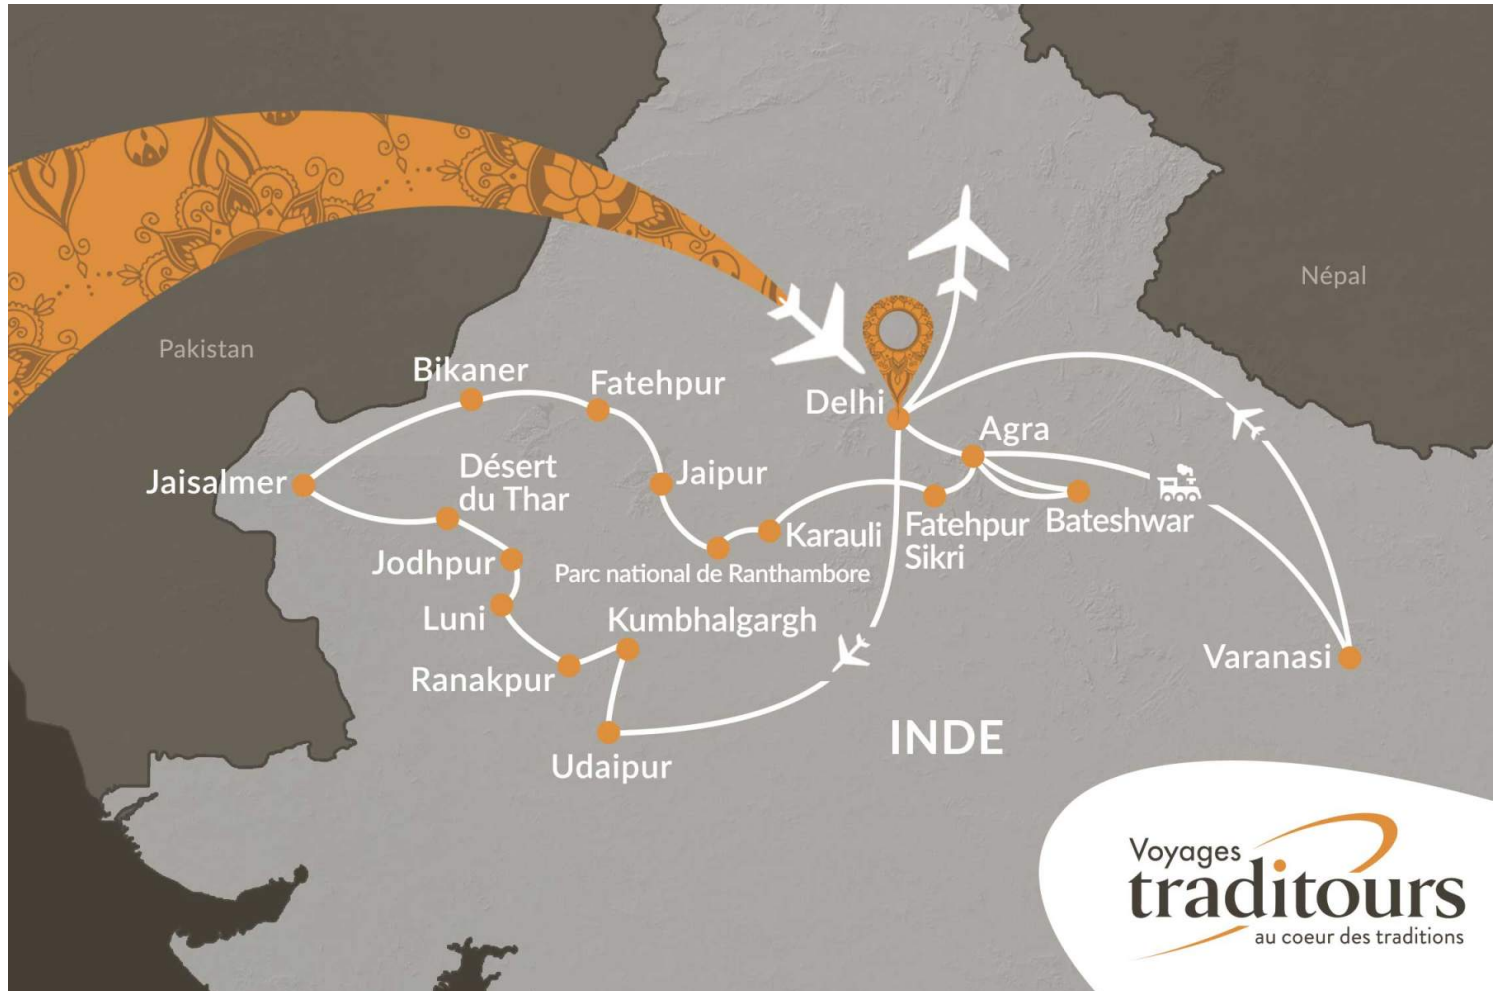 Népal
Pakistan
Bikaner
Fatehpur
Delhi
Agra
Jaisalmer
Désert
du Thar
Jaipur
Karauli
Fatehpur
Sikri
Bateshwar
Jodhpur
Parc national de Ranthambore
Luni
Kumbhalgargh
Ranakpur
Varanasi
Udaipur
INDE
Voyages
traditours
au coeur des traditions